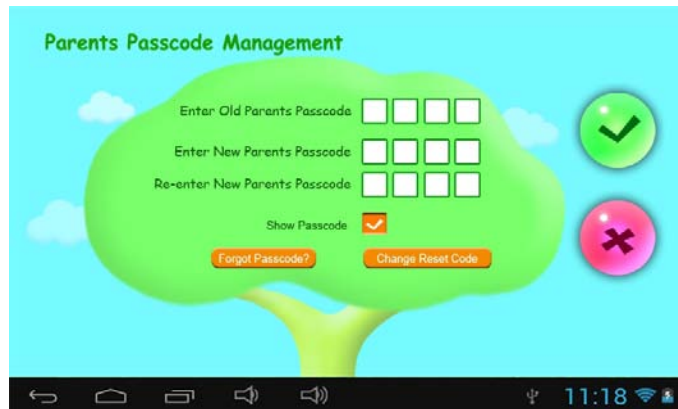 Parents Passcode Management
Enter Old Parents Passcode
Enter New Parents Passcode
Re-enter New Parents Passcode
Show Passcode
Forgot Passcode?
Change Reset Code
11:18